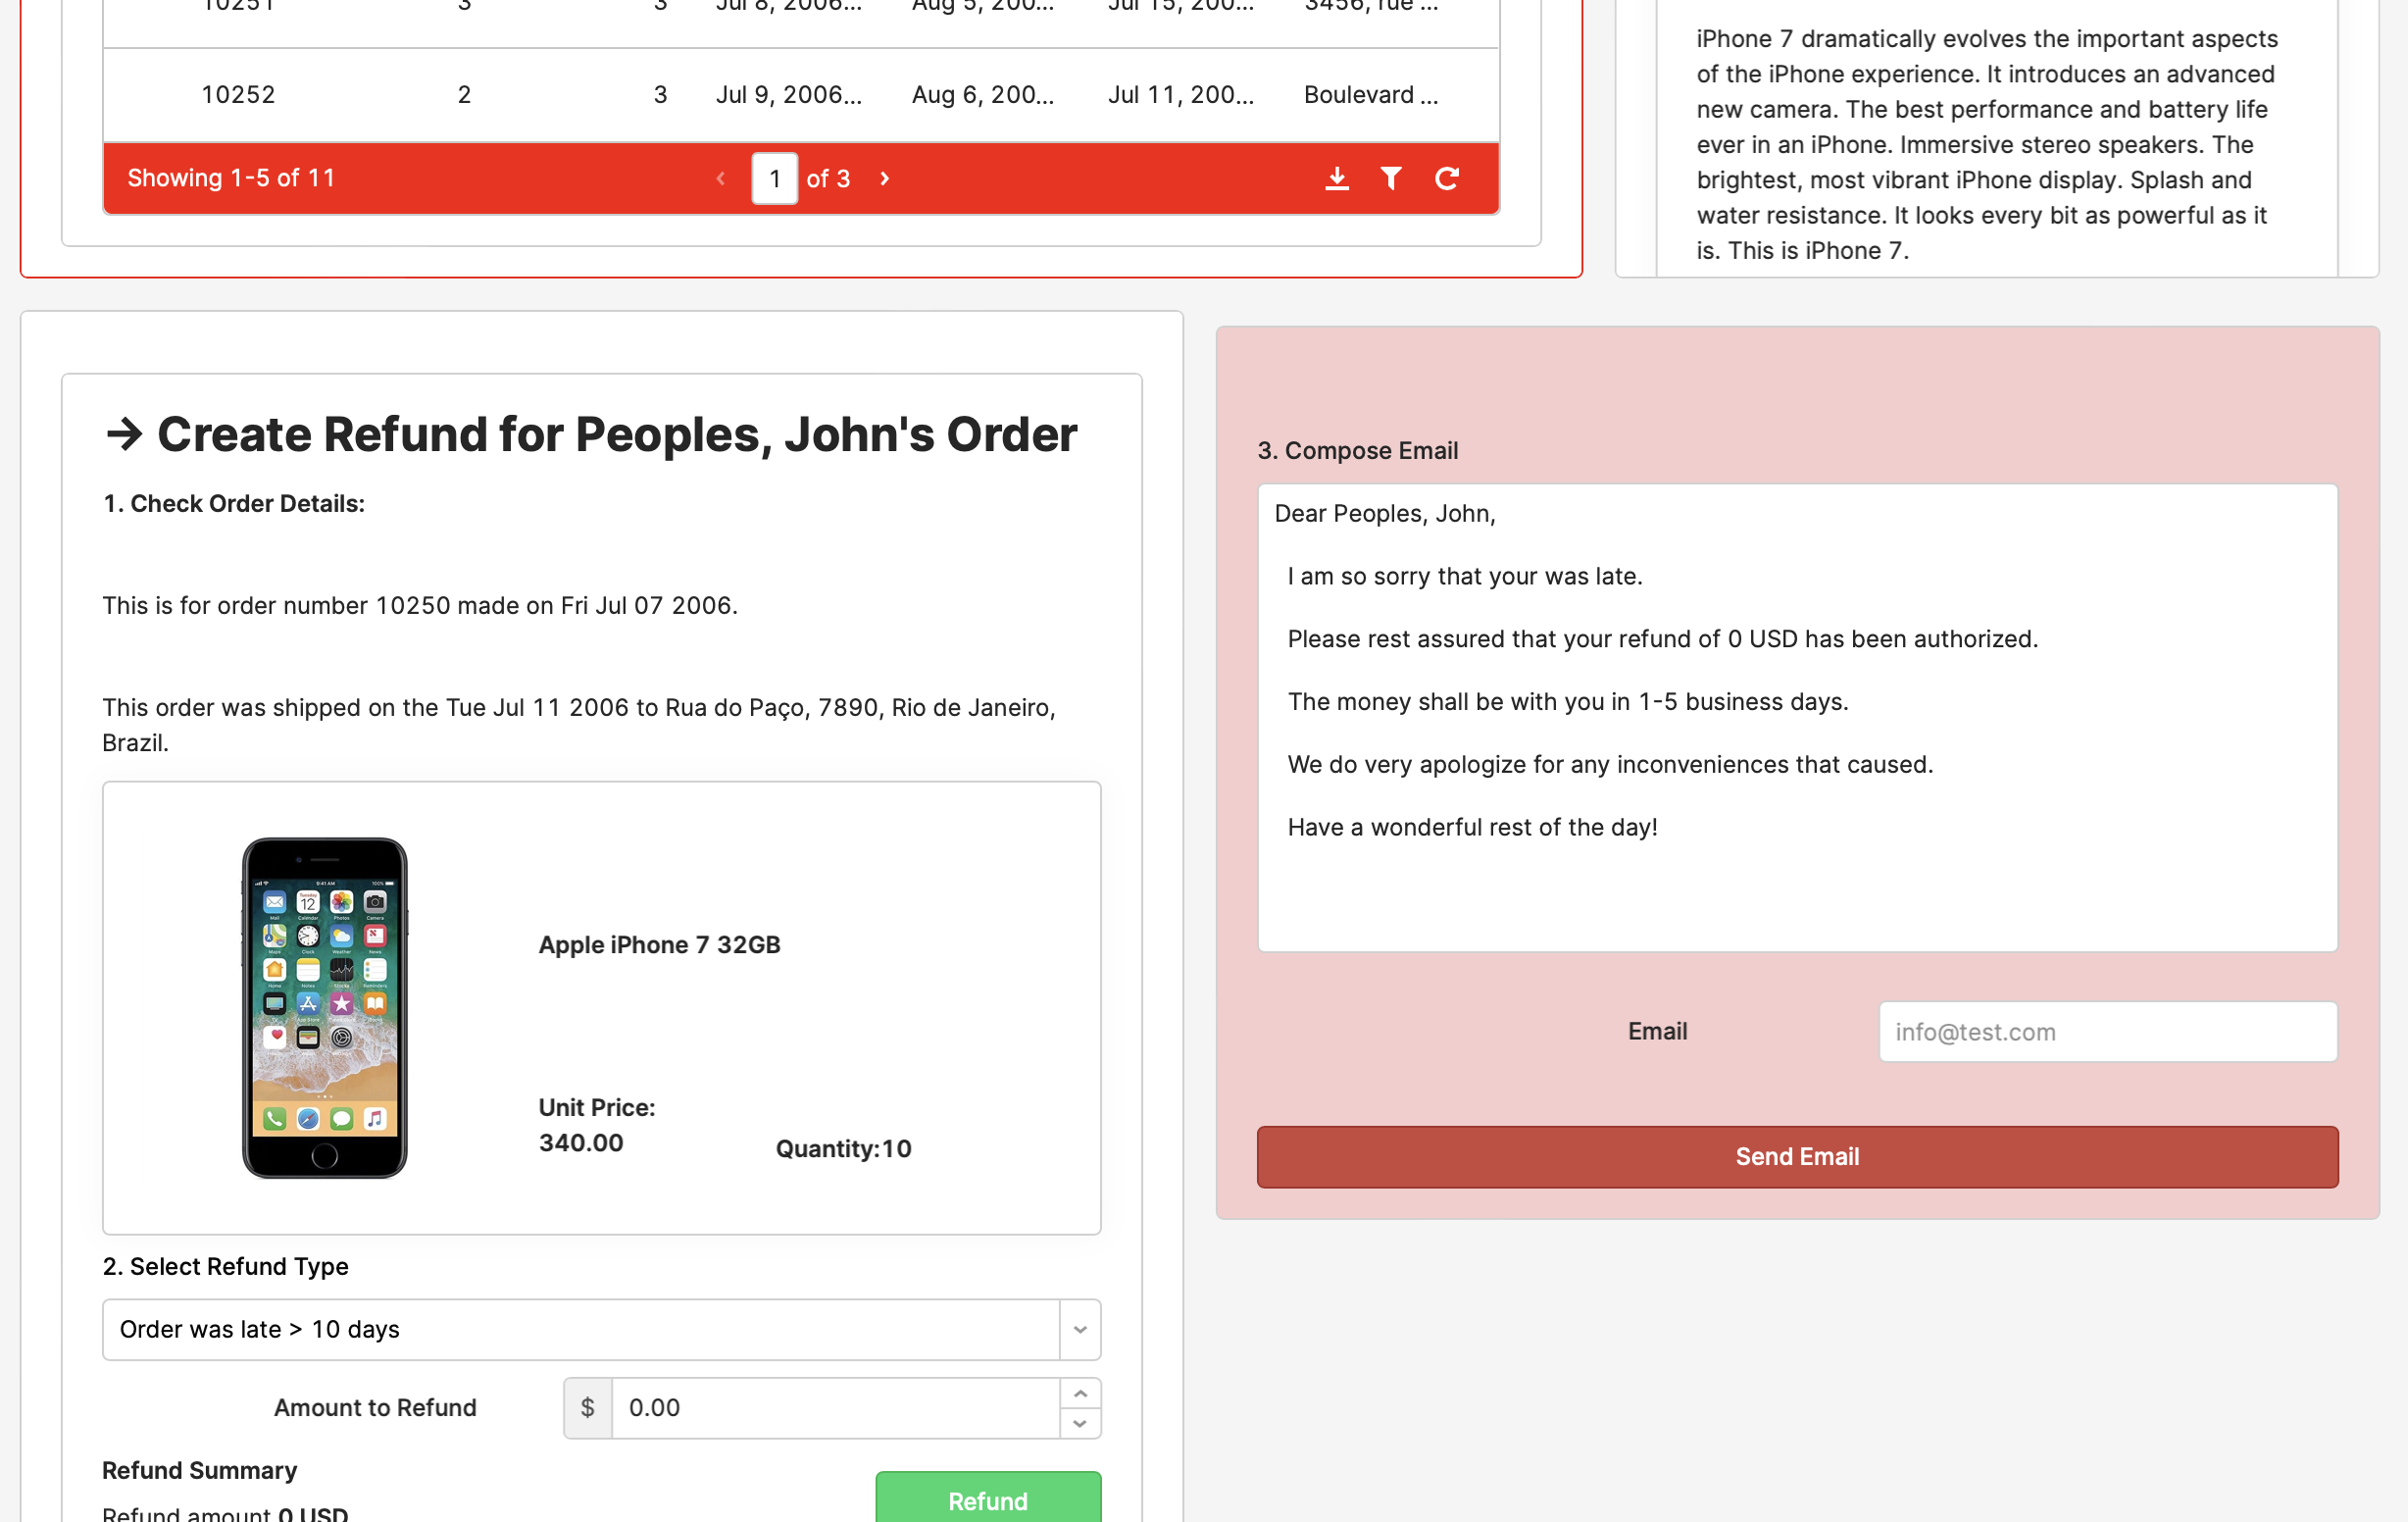 10251 3 3 Jul 8, 2006... Aug 5, 200... Jul 15, 200... 3456, rue ...
10252 2 3 Jul 9, 2006... Aug 6, 200... Jul 11, 200... Boulevard ...
Showing 1-5 of 11 1 of 3
iPhone 7 dramatically evolves the important aspects
of the iPhone experience. It introduces an advanced
new camera. The best performance and battery life
ever in an iPhone. Immersive stereo speakers. The
brightest, most vibrant iPhone display. Splash and
water resistance. It looks every bit as powerful as it
is. This is iPhone 7.
→ Create Refund for Peoples, John's Order
1. Check Order Details:
This is for order number 10250 made on Fri Jul 07 2006.
This order was shipped on the Tue Jul 11 2006 to Rua do Paço, 7890, Rio de Janeiro,
Brazil.
Apple iPhone 7 32GB
Unit Price:
340.00
Quantity:10
2. Select Refund Type
Order was late > 10 days
Amount to Refund $ 0.00
Refund Summary
Refund
Refund amount 0 USD
3. Compose Email
Dear Peoples, John,
I am so sorry that your was late.
Please rest assured that your refund of 0 USD has been authorized.
The money shall be with you in 1-5 business days.
We do very apologize for any inconveniences that caused.
Have a wonderful rest of the day!
Email info@test.com
Send Email